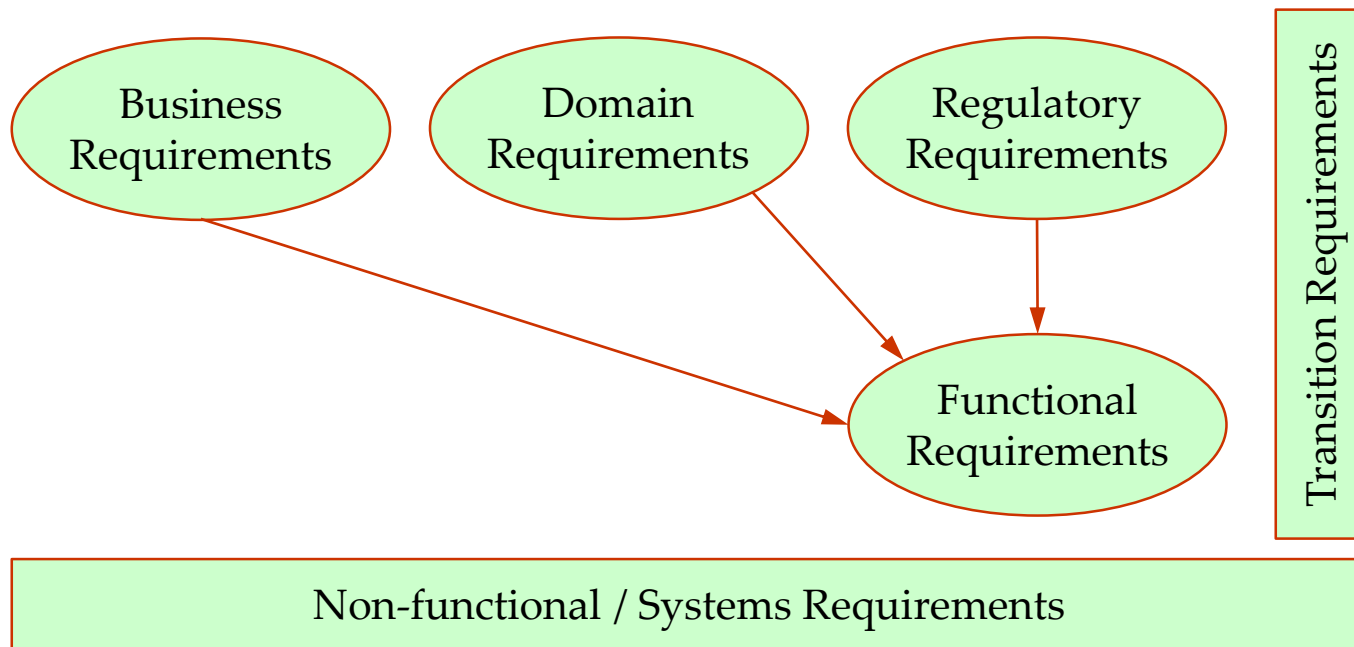 Business
Requirements
Domain
Requirements
Regulatory
Requirements
Transition Requirements
Functional
Requirements
Non-functional / Systems Requirements